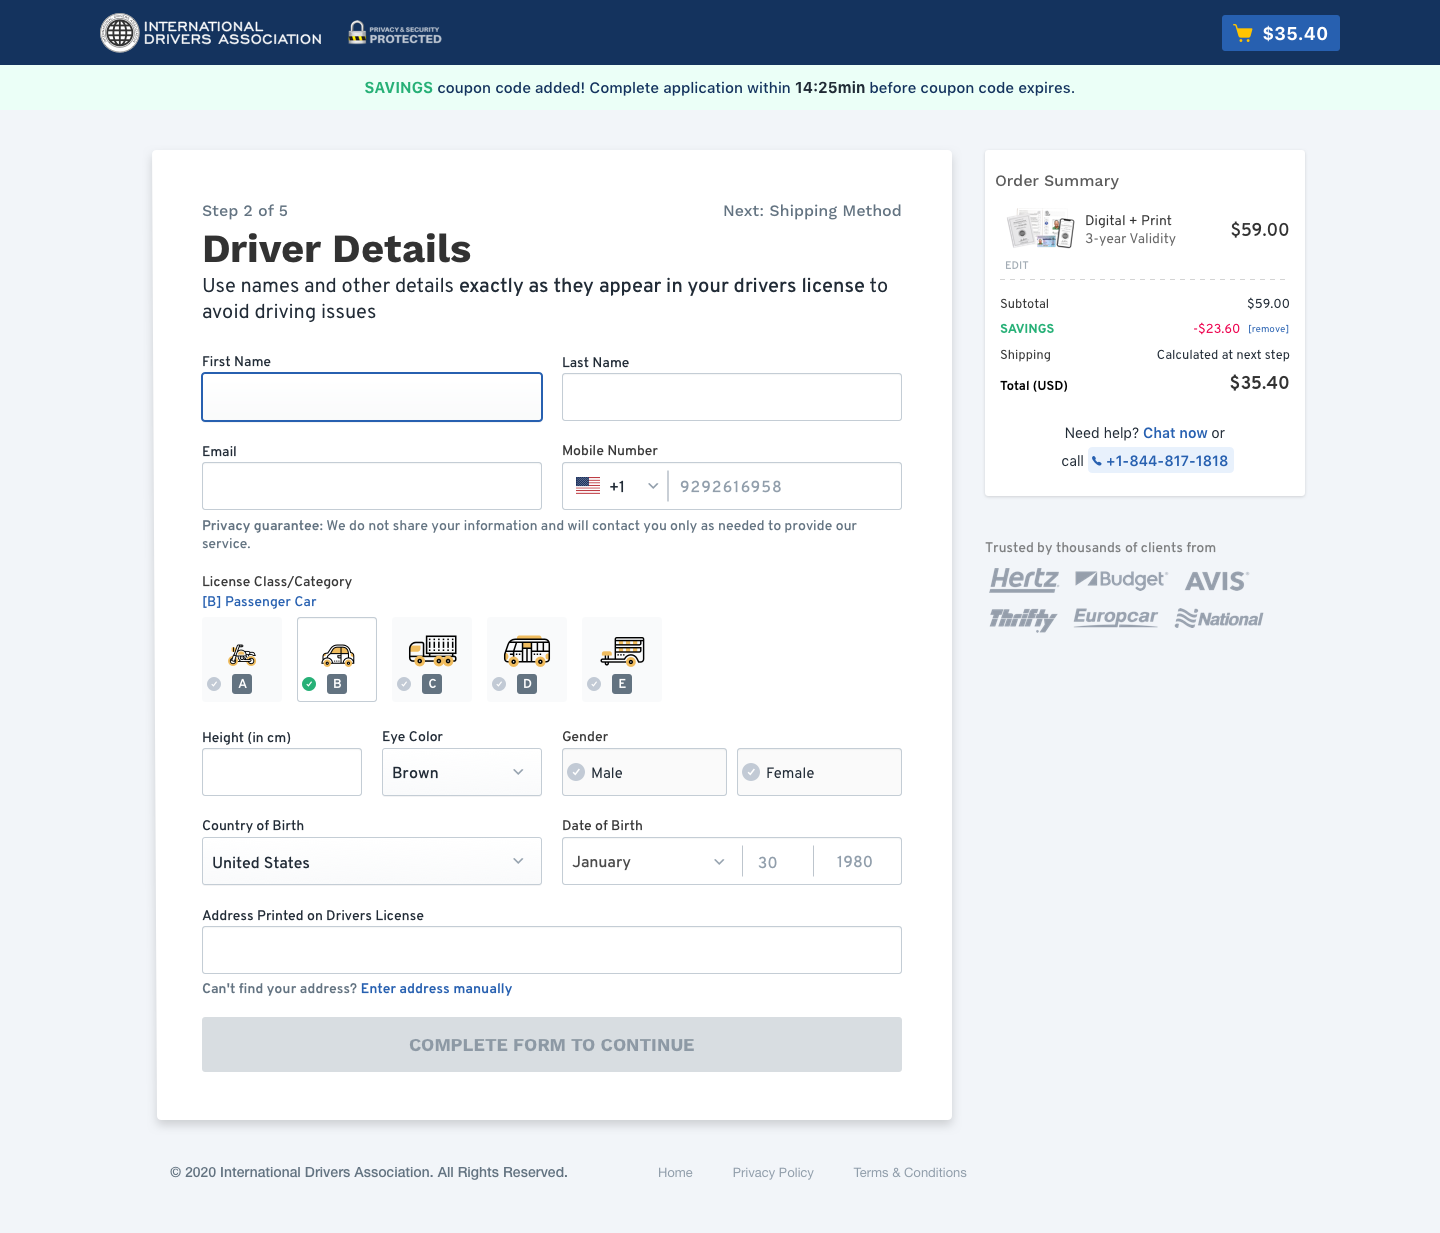 INTERNATIONAL
DRIVERS ASSOCIATION
PRIVACY & SECURITY
PROTECTED
$35.40
SAVINGS coupon code added! Complete application within 14:25min before coupon code expires.
Step 2 of 5
Next: Shipping Method
Driver Details
Use names and other details exactly as they appear in your drivers license to
avoid driving issues
First Name
Last Name
Email
Mobile Number
+1
9292616958
Privacy guarantee: We do not share your information and will contact you only as needed to provide our
service.
License Class/Category
[B] Passenger Car
A
B
C
D
E
Height (in cm)
Eye Color
Gender
Brown
Male
Female
Country of Birth
Date of Birth
United States
January
30
1980
Address Printed on Drivers License
Can't find your address? Enter address manually
COMPLETE FORM TO CONTINUE
Order Summary
Digital + Print
3-year Validity
$59.00
EDIT
Subtotal
$59.00
SAVINGS
-$23.60 [remove]
Shipping
Calculated at next step
Total (USD)
$35.40
Need help? Chat now or
call +1-844-817-1818
Trusted by thousands of clients from
Hertz
Budget
AVIS
Thrifty
Europcar
National
© 2020 International Drivers Association. All Rights Reserved.
Home
Privacy Policy
Terms & Conditions